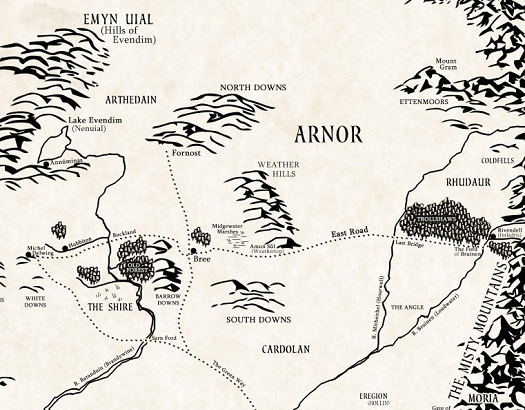 EMYN UIAL
(Hills of
Evendim)
Mount
Gram
ETTENMOORS
NORTH DOWNS
ARTHEDAIN
Lake Evendim
(Nenuial)
ARNOR
Annúminas
Fornost
WEATHER
HILLS
COLDFELLS
RHUDAUR
TROLLSHAWS
Rivendell
(Imladris)
Midgewater
Marshes
Buckland
Hobbiton
Michel
Delving
East Road
Last Bridge
The Ford
of Bruinen
Amon Sûl
(Weathertop)
Bree
OLD
FOREST
BARROW
DOWNS
WHITE
DOWNS
THE SHIRE
SOUTH DOWNS
R. Mitheithel (Hoarwell)
THE ANGLE
R. Bruinen (Loudwater)
THE MISTY MOUNTAINS
Sarn Ford
CARDOLAN
R. Baranduin (Brandywine)
The Green Way
EREGION
(HOLLIN)
MORIA
Gate of